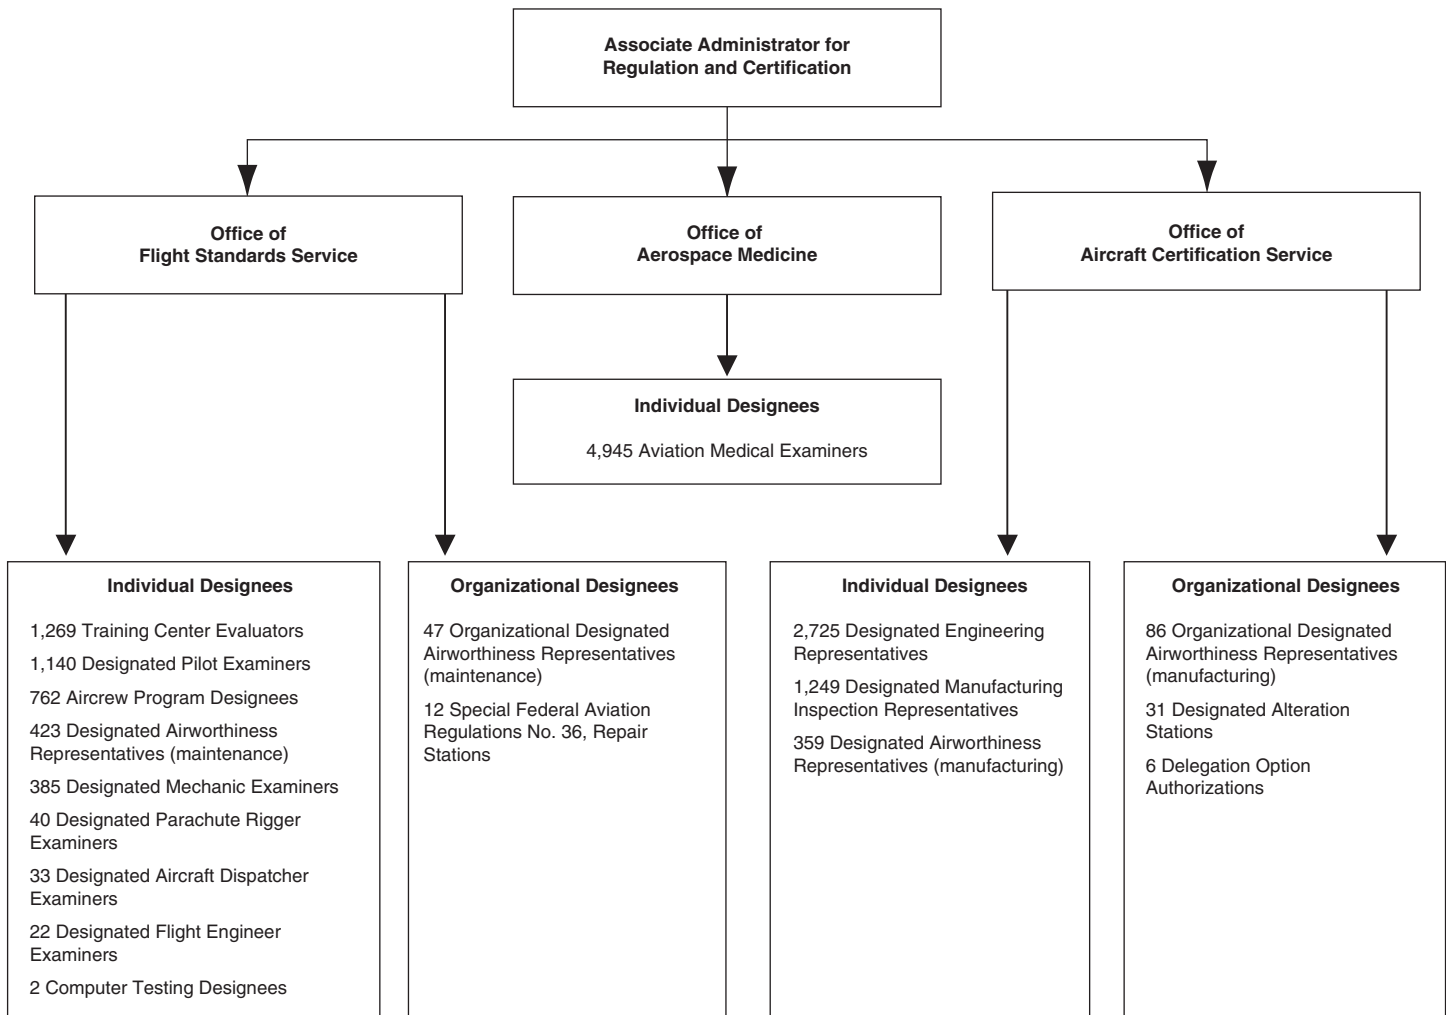 Associate Administrator for
Regulation and Certification
Office of
Flight Standards Service
Office of
Aerospace Medicine
Office of
Aircraft Certification Service
Individual Designees
4,945 Aviation Medical Examiners
Individual Designees
1,269 Training Center Evaluators
1,140 Designated Pilot Examiners
762 Aircrew Program Designees
423 Designated Airworthiness
Representatives (maintenance)
385 Designated Mechanic Examiners
40 Designated Parachute Rigger
Examiners
33 Designated Aircraft Dispatcher
Examiners
22 Designated Flight Engineer
Examiners
2 Computer Testing Designees
Organizational Designees
47 Organizational Designated
Airworthiness Representatives
(maintenance)
12 Special Federal Aviation
Regulations No. 36, Repair
Stations
Individual Designees
2,725 Designated Engineering
Representatives
1,249 Designated Manufacturing
Inspection Representatives
359 Designated Airworthiness
Representatives (manufacturing)
Organizational Designees
86 Organizational Designated
Airworthiness Representatives
(manufacturing)
31 Designated Alteration
Stations
6 Delegation Option
Authorizations